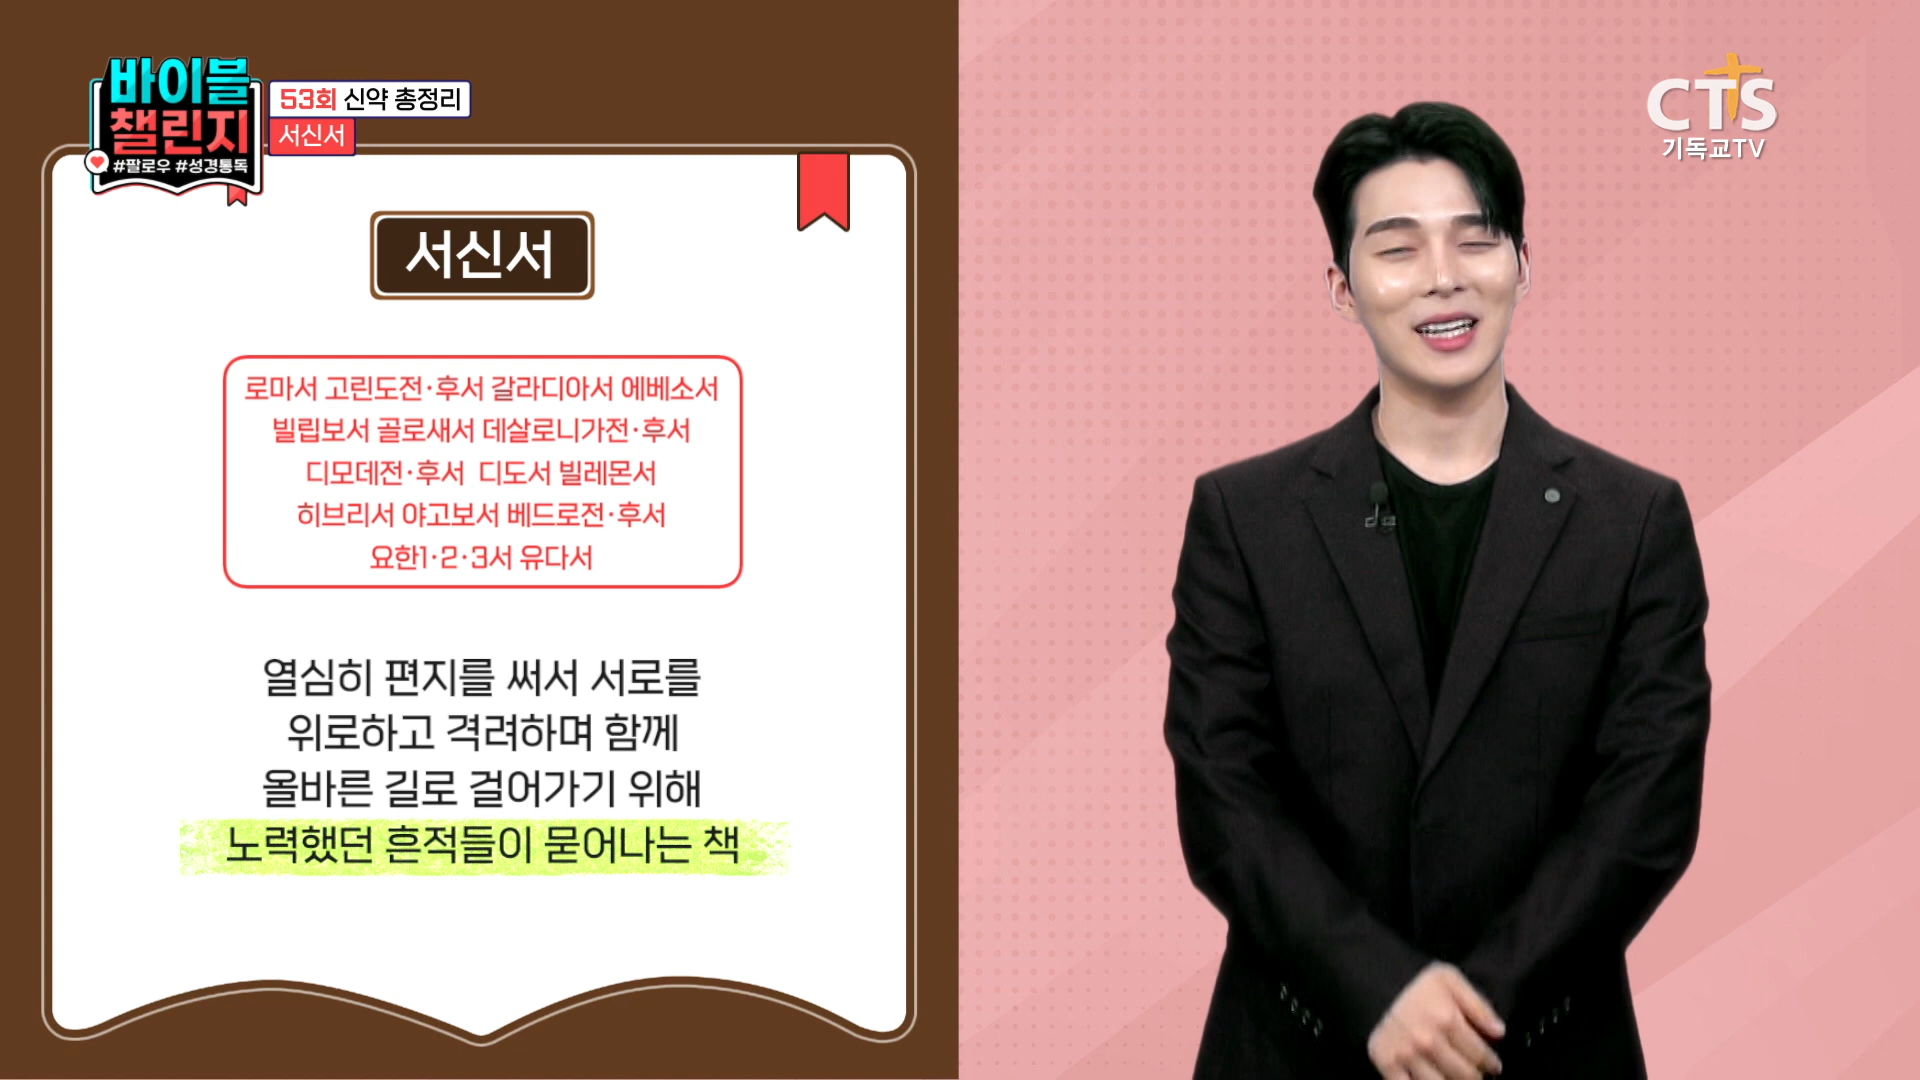 바이블
챌린지
#팔로우 #성경통독
53회 신약 총정리
서신서
CTS
기독교TV
서신서
로마서 고린도전·후서 갈라디아서 에베소서
빌립보서 골로새서 데살로니가전·후서
디모데전·후서 디도서 빌레몬서
히브리서 야고보서 베드로전·후서
요한1·2·3서 유다서
열심히 편지를 써서 서로를
위로하고 격려하며 함께
올바른 길로 걸어가기 위해
노력했던 흔적들이 묻어나는 책